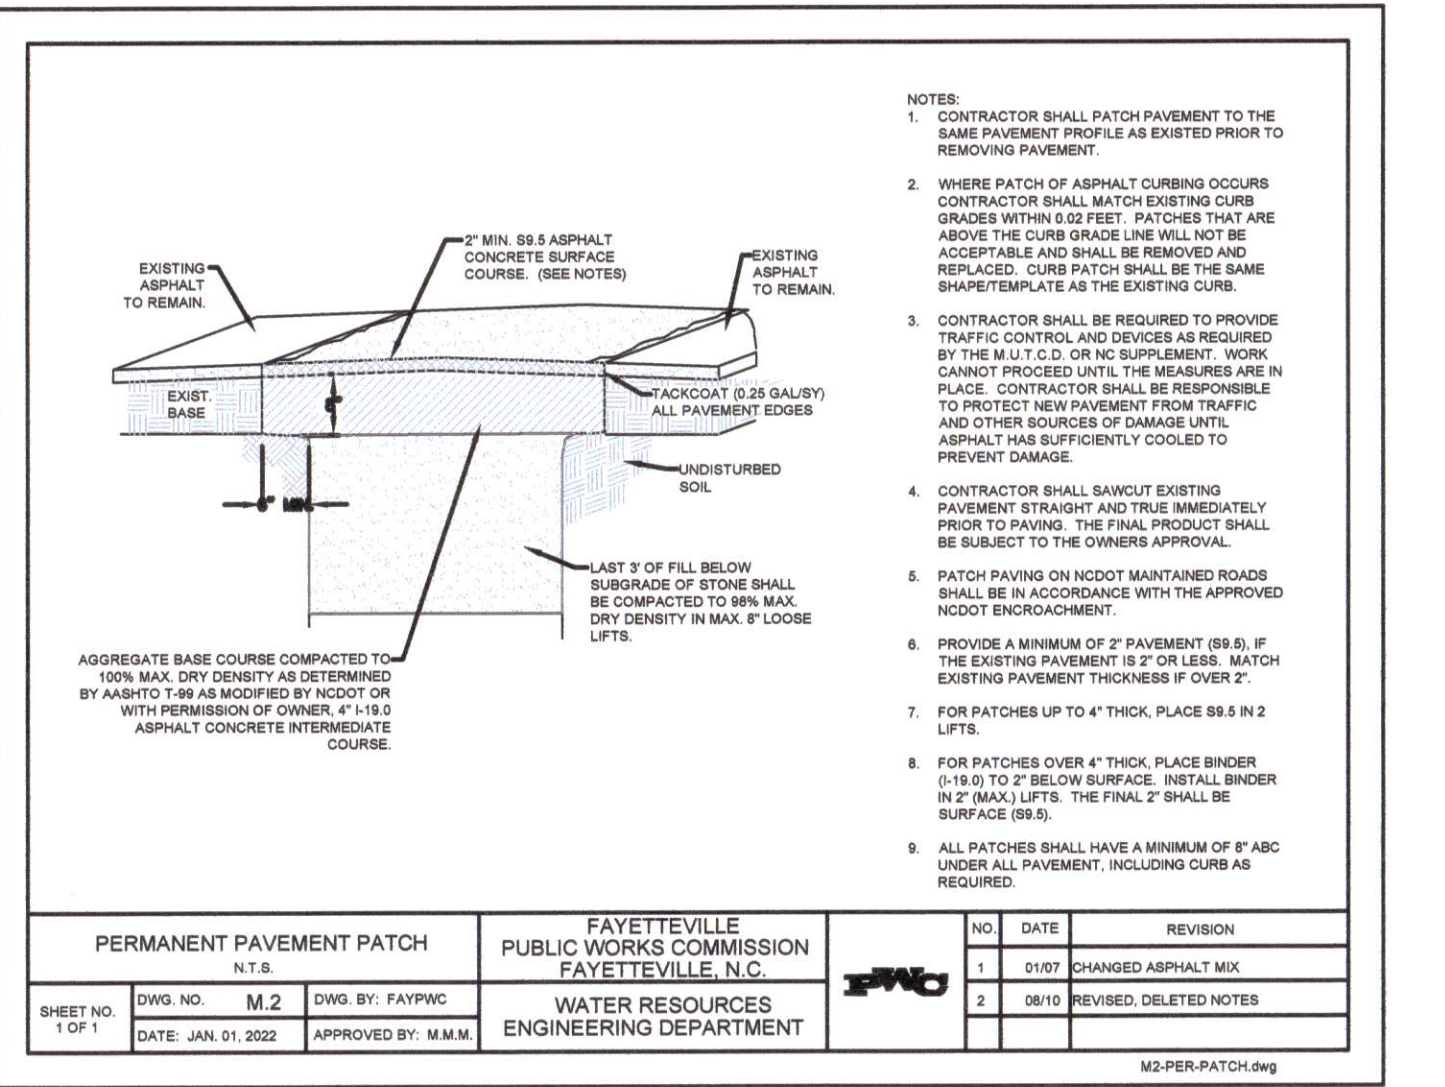 EXISTING
ASPHALT
TO REMAIN.
2" MIN. S9.5 ASPHALT
CONCRETE SURFACE
COURSE. (SEE NOTES)
EXISTING
ASPHALT
TO REMAIN.
EXIST.
BASE
8"
TACKCOAT (0.25 GAL/SY)
ALL PAVEMENT EDGES
UNDISTURBED
SOIL
MIN.
LAST 3' OF FILL BELOW
SUBGRADE OF STONE SHALL
BE COMPACTED TO 98% MAX.
DRY DENSITY IN MAX. 8" LOOSE
LIFTS.
AGGREGATE BASE COURSE COMPACTED TO
100% MAX. DRY DENSITY AS DETERMINED
BY AASHTO T-99 AS MODIFIED BY NCDOT OR
WITH PERMISSION OF OWNER, 4" I-19.0
ASPHALT CONCRETE INTERMEDIATE
COURSE.
NOTES:
1. CONTRACTOR SHALL PATCH PAVEMENT TO THE
SAME PAVEMENT PROFILE AS EXISTED PRIOR TO
REMOVING PAVEMENT.
2. WHERE PATCH OF ASPHALT CURBING OCCURS
CONTRACTOR SHALL MATCH EXISTING CURB
GRADES WITHIN 0.02 FEET. PATCHES THAT ARE
ABOVE THE CURB GRADE LINE WILL NOT BE
ACCEPTABLE AND SHALL BE REMOVED AND
REPLACED. CURB PATCH SHALL BE THE SAME
SHAPE/TEMPLATE AS THE EXISTING CURB.
3. CONTRACTOR SHALL BE REQUIRED TO PROVIDE
TRAFFIC CONTROL AND DEVICES AS REQUIRED
BY THE M.U.T.C.D. OR NC SUPPLEMENT. WORK
CANNOT PROCEED UNTIL THE MEASURES ARE IN
PLACE. CONTRACTOR SHALL BE RESPONSIBLE
TO PROTECT NEW PAVEMENT FROM TRAFFIC
AND OTHER SOURCES OF DAMAGE UNTIL
ASPHALT HAS SUFFICIENTLY COOLED TO
PREVENT DAMAGE.
4. CONTRACTOR SHALL SAWCUT EXISTING
PAVEMENT STRAIGHT AND TRUE IMMEDIATELY
PRIOR TO PAVING. THE FINAL PRODUCT SHALL
BE SUBJECT TO THE OWNERS APPROVAL.
5. PATCH PAVING ON NCDOT MAINTAINED ROADS
SHALL BE IN ACCORDANCE WITH THE APPROVED
NCDOT ENCROACHMENT.
6. PROVIDE A MINIMUM OF 2" PAVEMENT (S9.5), IF
THE EXISTING PAVEMENT IS 2" OR LESS. MATCH
EXISTING PAVEMENT THICKNESS IF OVER 2".
7. FOR PATCHES UP TO 4" THICK, PLACE S9.5 IN 2
LIFTS.
8. FOR PATCHES OVER 4" THICK, PLACE BINDER
(I-19.0) TO 2" BELOW SURFACE. INSTALL BINDER
IN 2" (MAX.) LIFTS. THE FINAL 2" SHALL BE
SURFACE (S9.5).
9. ALL PATCHES SHALL HAVE A MINIMUM OF 8" ABC
UNDER ALL PAVEMENT, INCLUDING CURB AS
REQUIRED.
PERMANENT PAVEMENT PATCH
N.T.S.
SHEET NO.
1 OF 1
DWG. NO. M.2
DWG. BY: FAYPWC
DATE: JAN. 01, 2022
APPROVED BY: M.M.M.
FAYETTEVILLE
PUBLIC WORKS COMMISSION
FAYETTEVILLE, N.C.
WATER RESOURCES
ENGINEERING DEPARTMENT
PWC
NO. DATE REVISION
1 01/07 CHANGED ASPHALT MIX
2 08/10 REVISED, DELETED NOTES
M2-PER-PATCH.dwg